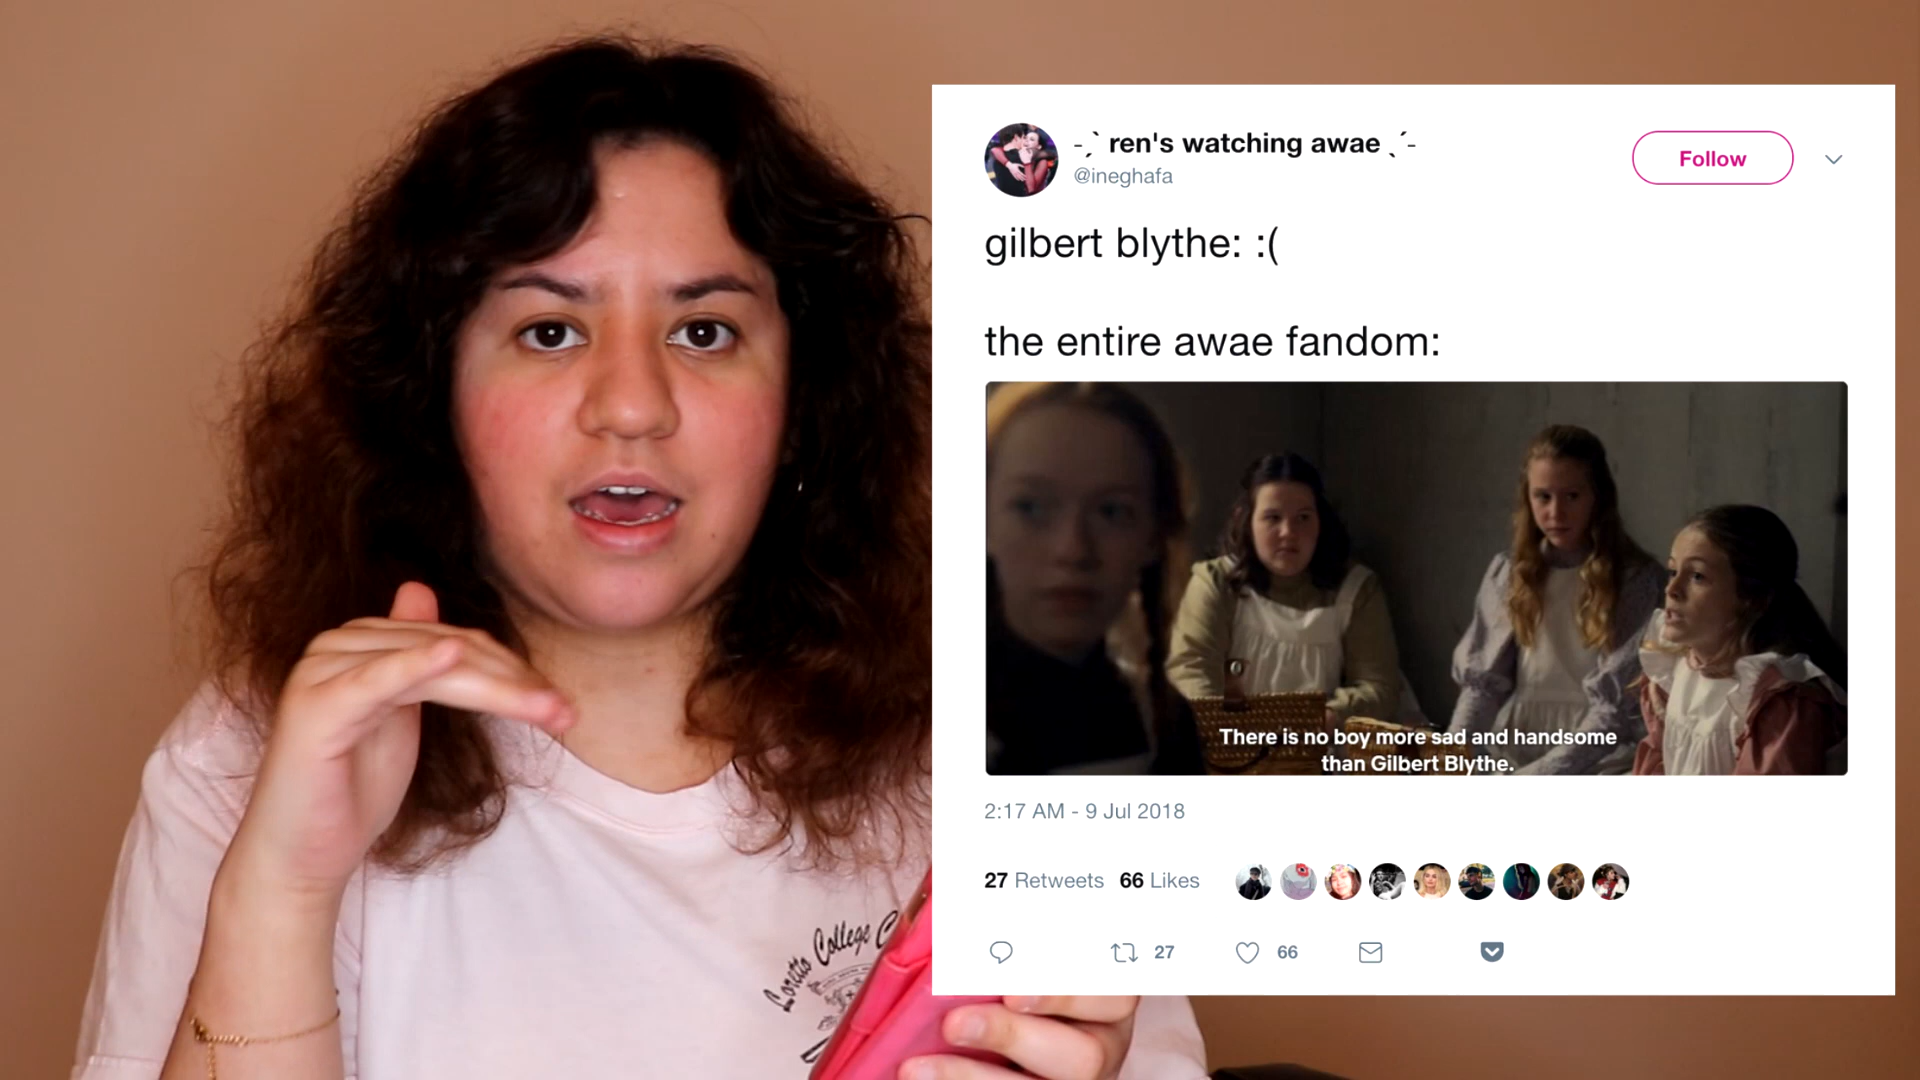 -ˏˋ ren's watching awae ˎˊ-
@ineghafa
Follow
gilbert blythe: :(
the entire awae fandom:
There is no boy more sad and handsome
than Gilbert Blythe.
2:17 AM - 9 Jul 2018
27 Retweets 66 Likes
27 66
Loretto College